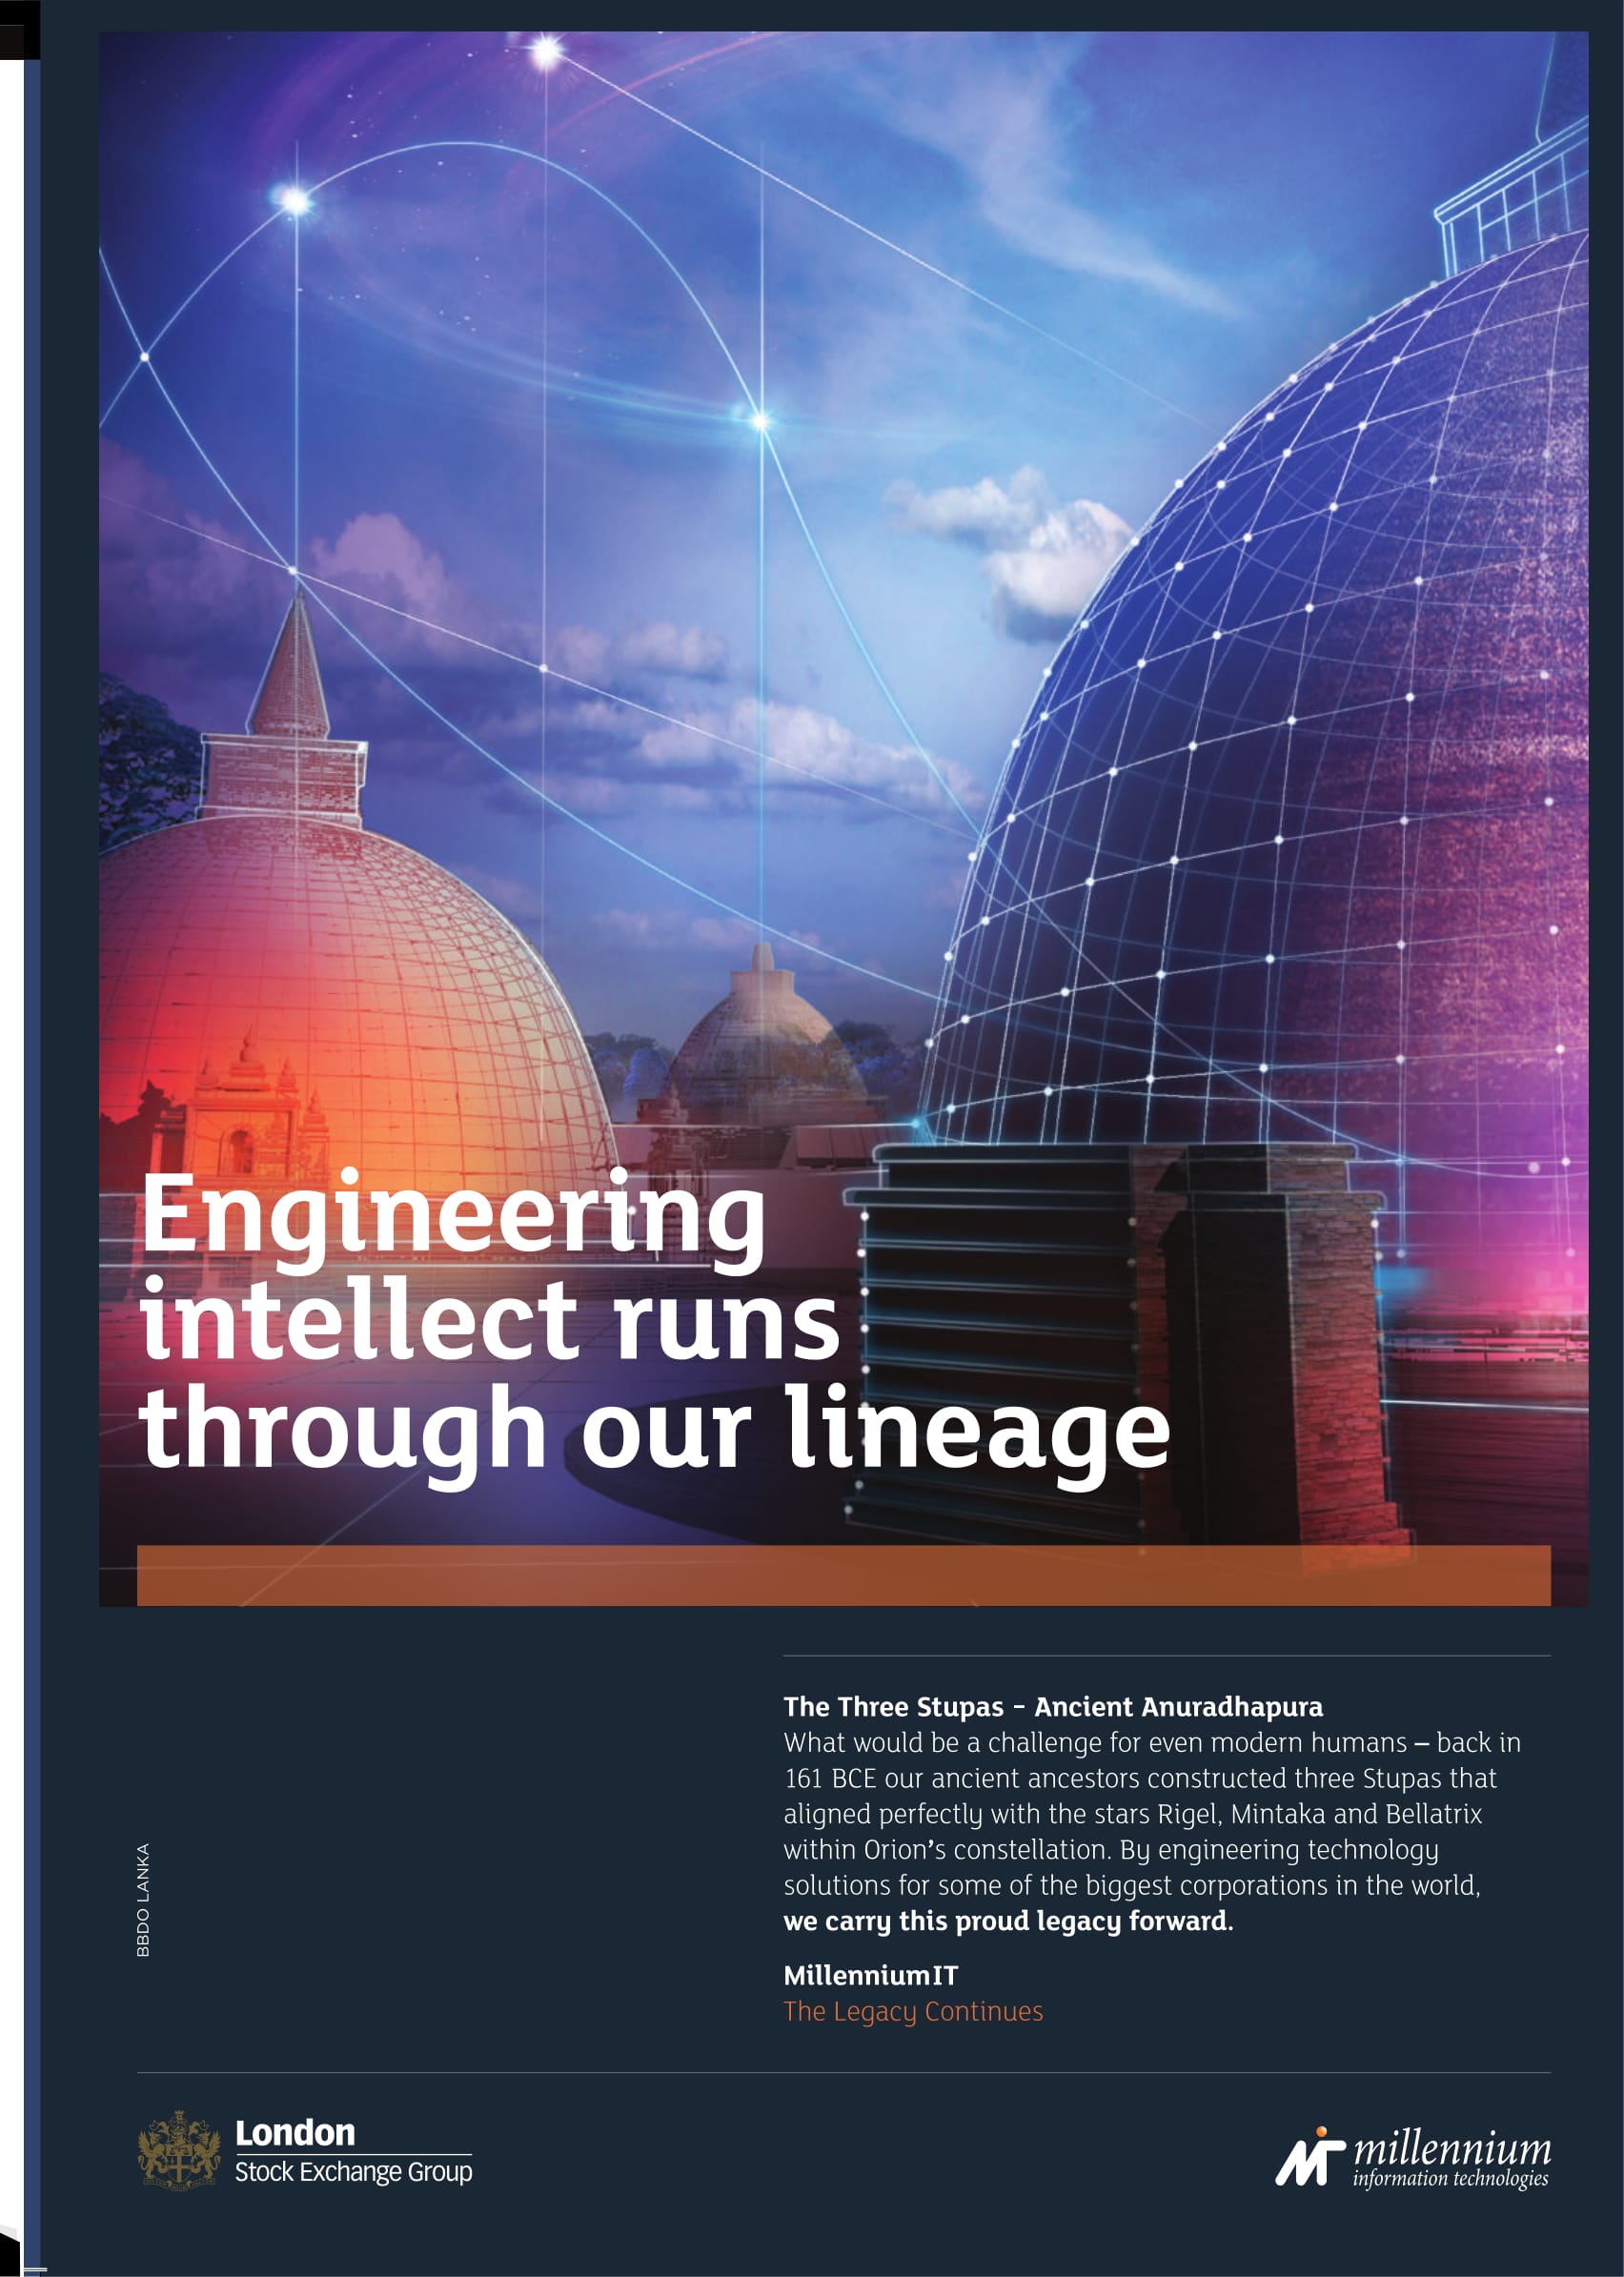 Engineering
intellect runs
through our lineage
The Three Stupas – Ancient Anuradhapura
What would be a challenge for even modern humans – back in
161 BCE our ancient ancestors constructed three Stupas that
aligned perfectly with the stars Rigel, Mintaka and Bellatrix
within Orion’s constellation. By engineering technology
solutions for some of the biggest corporations in the world,
we carry this proud legacy forward.
MillenniumIT
The Legacy Continues
BBDO LANKA
London
Stock Exchange Group
millennium
information technologies